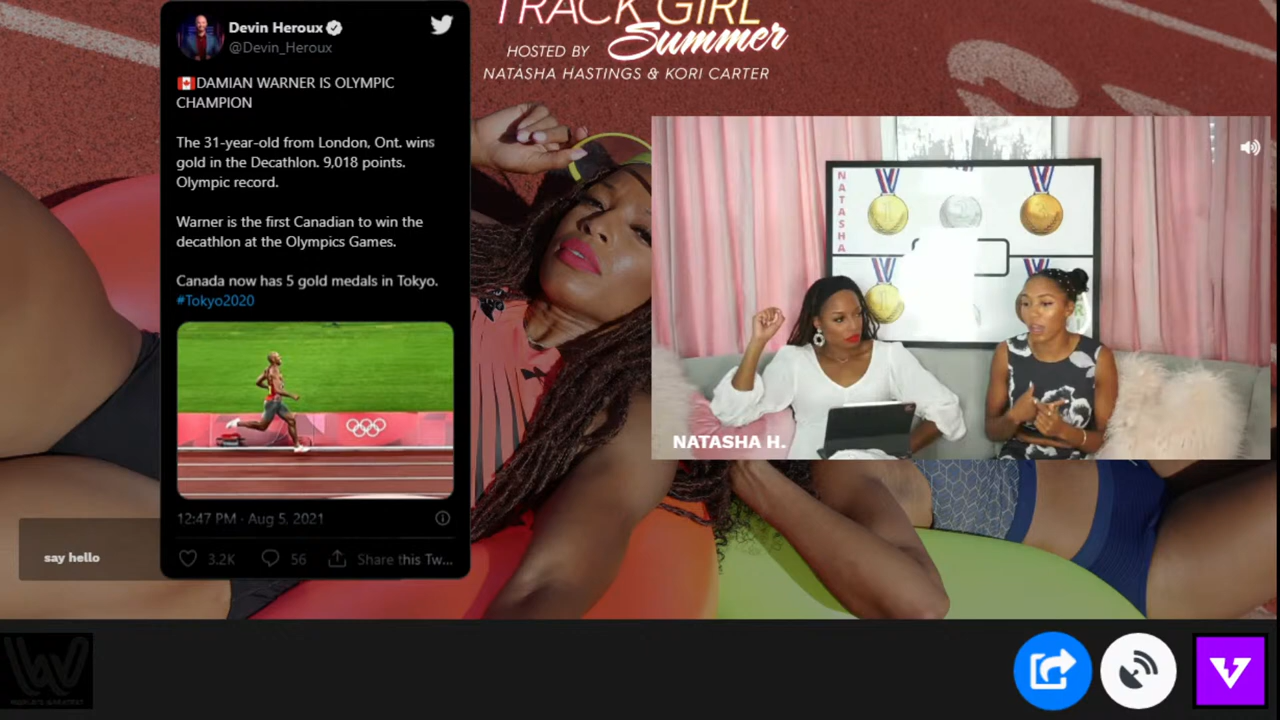 Devin Heroux
@Devin_Heroux
🇨🇦DAMIAN WARNER IS OLYMPIC
CHAMPION
The 31-year-old from London, Ont. wins
gold in the Decathlon. 9,018 points.
Olympic record.
Warner is the first Canadian to win the
decathlon at the Olympics Games.
Canada now has 5 gold medals in Tokyo.
#Tokyo2020
12:47 PM · Aug 5, 2021
3.2K
56
Share this Tw...
say hello
TRACK GIRL
Summer
HOSTED BY
NATASHA HASTINGS & KORI CARTER
NATASHA
NATASHA H.